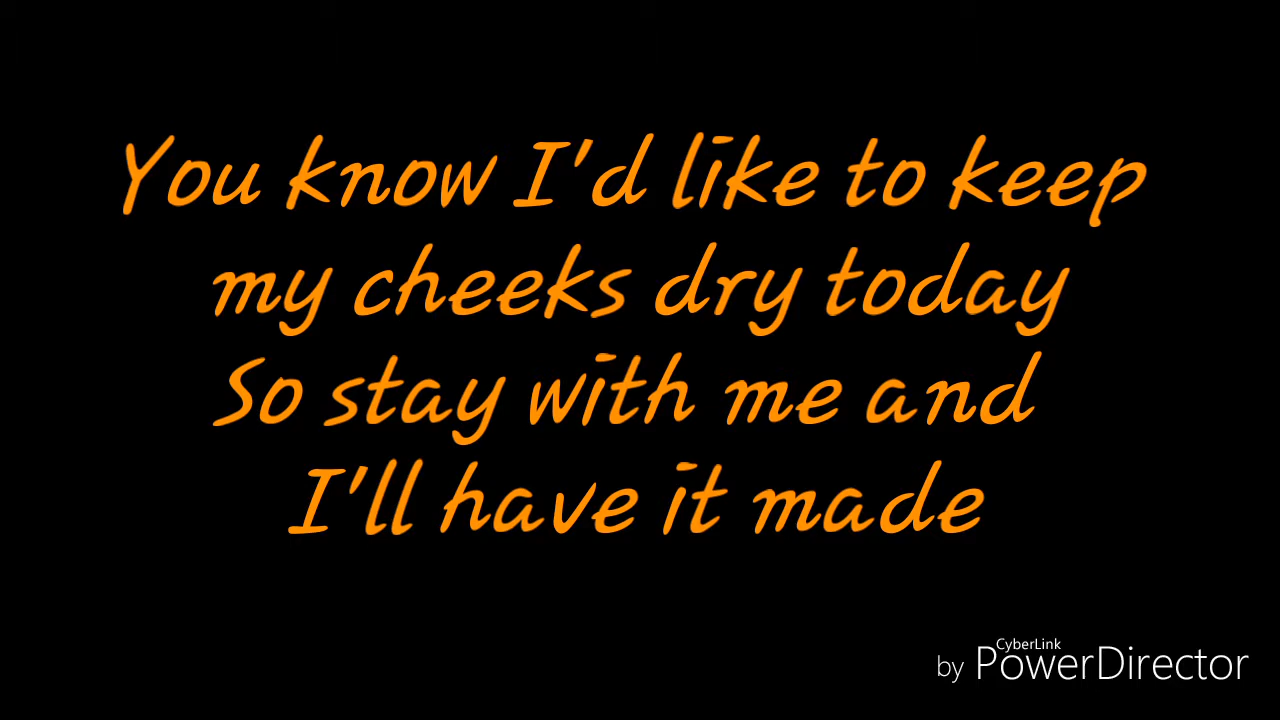 You know I'd like to keep
my cheeks dry today
So stay with me and
I'll have it made
CyberLink
by PowerDirector